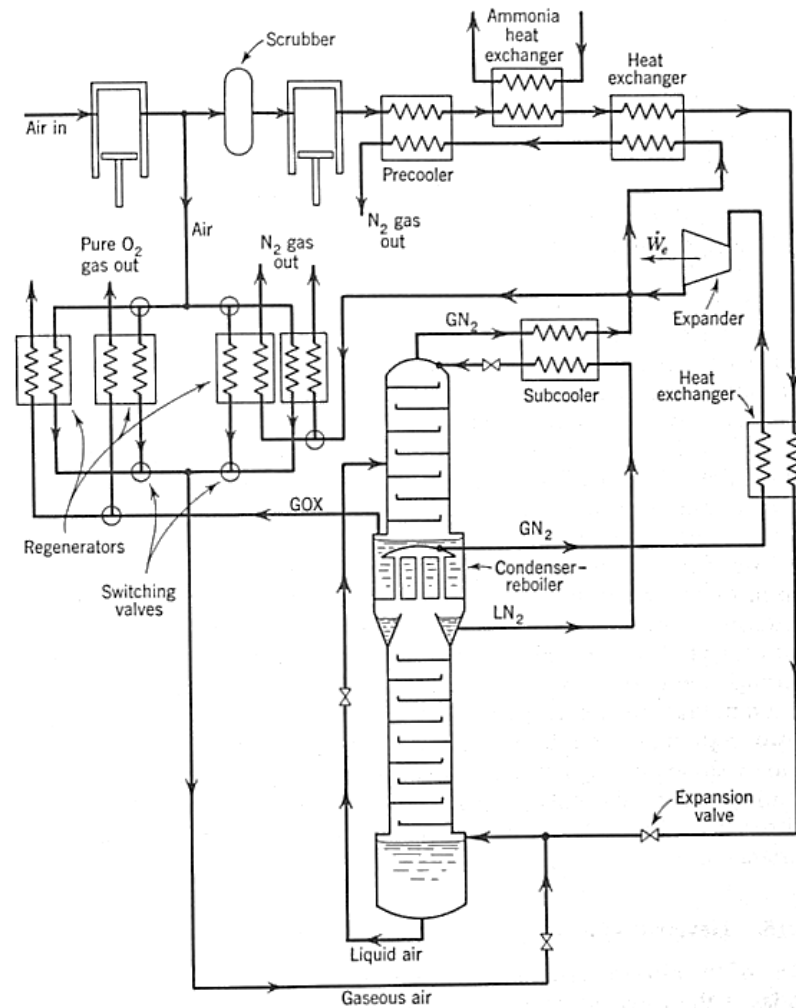 Ammonia
heat
exchanger
Scrubber
Heat
exchanger
Air in
Precooler
N₂ gas
out
Air
Pure O₂
gas out
N₂ gas
out
Ẇₑ
Expander
GN₂
Subcooler
Heat
exchanger
GOX
GN₂
Regenerators
Condenser–
reboiler
Switching
valves
LN₂
Expansion
valve
Liquid air
Gaseous air